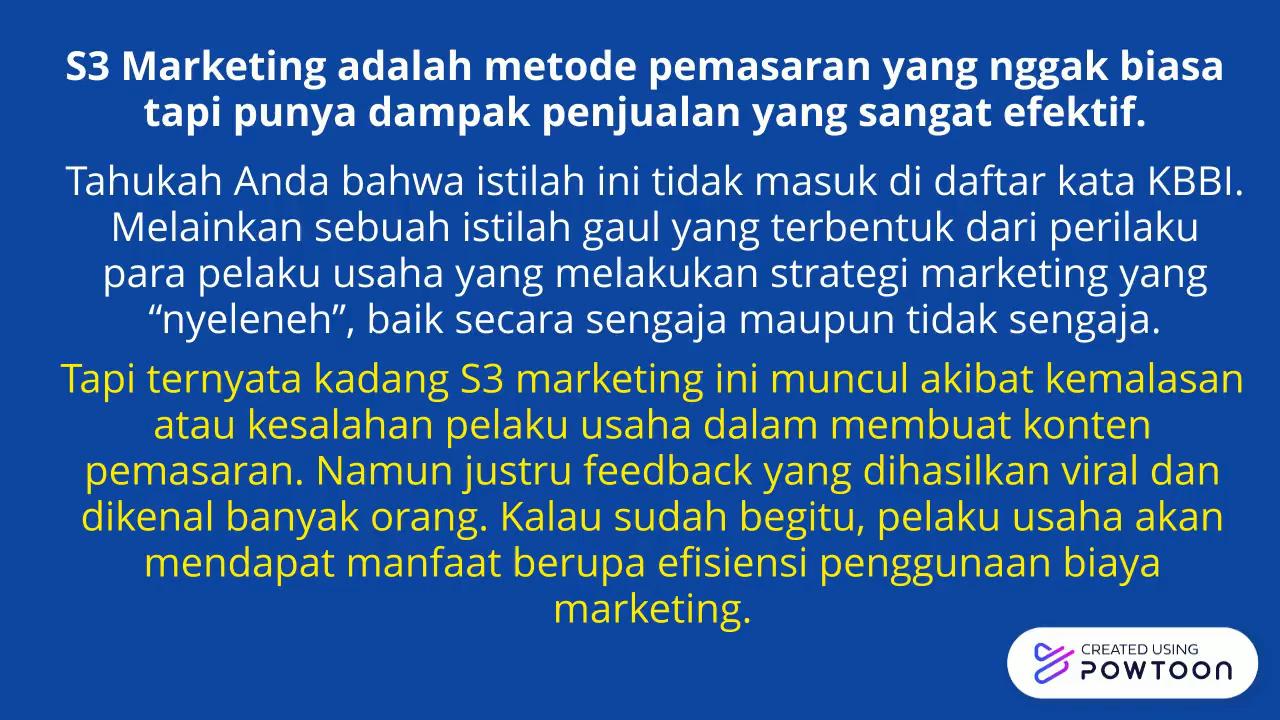 S3 Marketing adalah metode pemasaran yang nggak biasa
tapi punya dampak penjualan yang sangat efektif.
Tahukah Anda bahwa istilah ini tidak masuk di daftar kata KBBI.
Melainkan sebuah istilah gaul yang terbentuk dari perilaku
para pelaku usaha yang melakukan strategi marketing yang
“nyeleneh”, baik secara sengaja maupun tidak sengaja.
Tapi ternyata kadang S3 marketing ini muncul akibat kemalasan
atau kesalahan pelaku usaha dalam membuat konten
pemasaran. Namun justru feedback yang dihasilkan viral dan
dikenal banyak orang. Kalau sudah begitu, pelaku usaha akan
mendapat manfaat berupa efisiensi penggunaan biaya
marketing.
CREATED USING
POWTOON